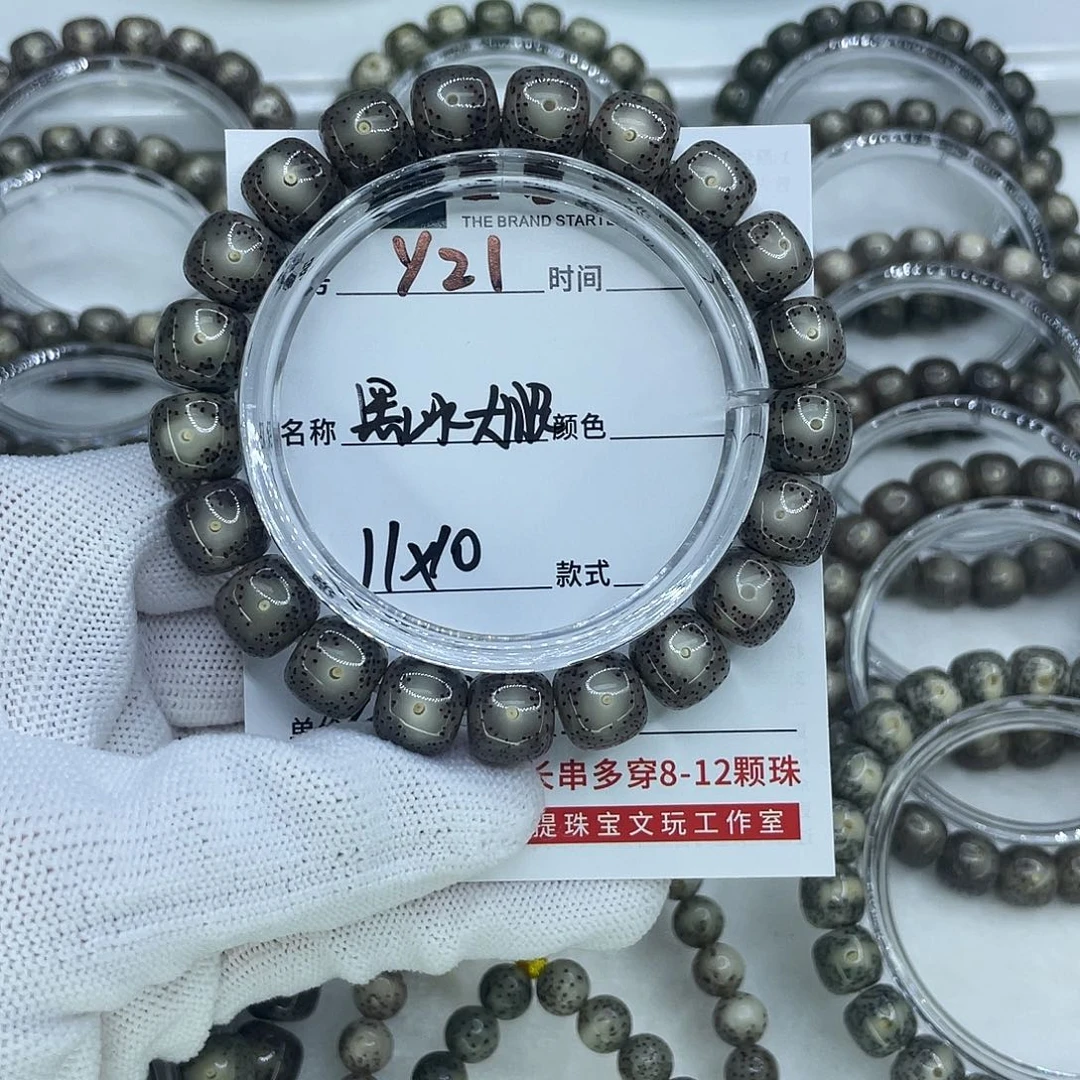 THE BRAND STARTE
Y21 时间
名称 黑冰大眼 颜色
11x10 款式
长串多穿8-12颗珠
提珠宝文玩工作室